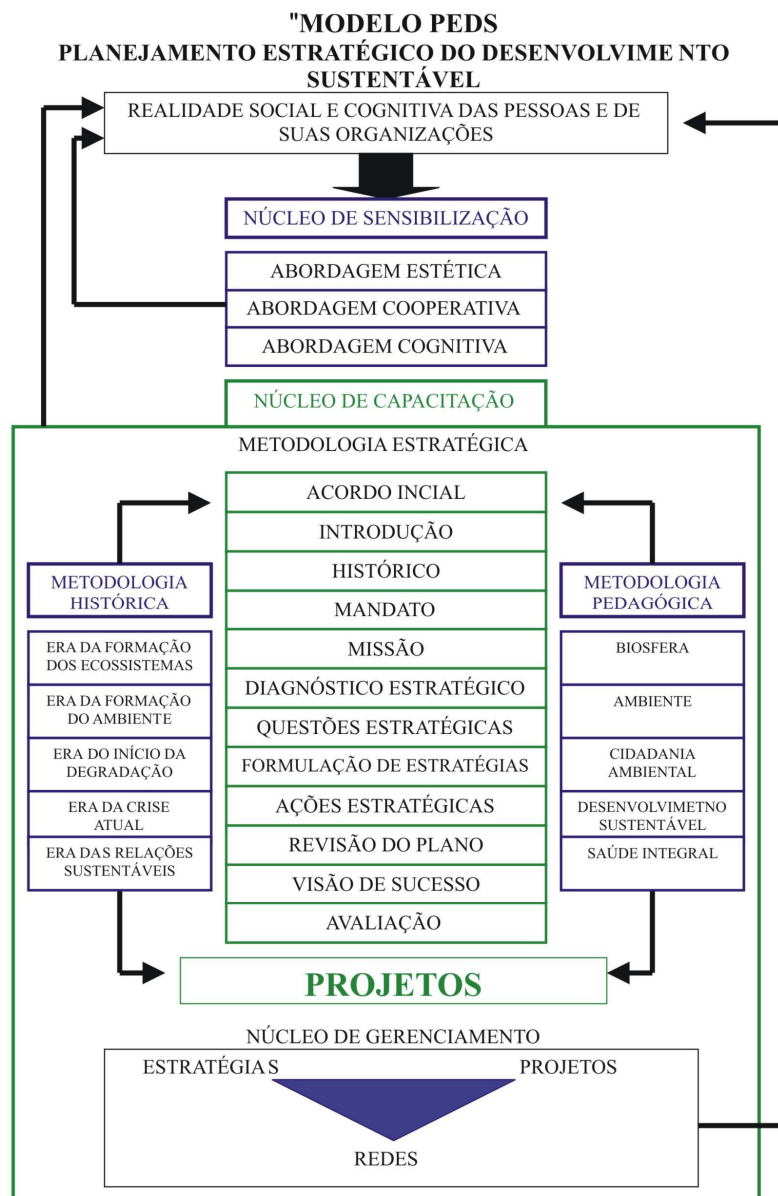 "MODELO PEDS
PLANEJAMENTO ESTRATÉGICO DO DESENVOLVIME NTO
SUSTENTÁVEL
REALIDADE SOCIAL E COGNITIVA DAS PESSOAS E DE
SUAS ORGANIZAÇÕES
NÚCLEO DE SENSIBILIZAÇÃO
ABORDAGEM ESTÉTICA
ABORDAGEM COOPERATIVA
ABORDAGEM COGNITIVA
NÚCLEO DE CAPACITAÇÃO
METODOLOGIA ESTRATÉGICA
ACORDO INCIAL
INTRODUÇÃO
HISTÓRICO
MANDATO
MISSÃO
DIAGNÓSTICO ESTRATÉGICO
QUESTÕES ESTRATÉGICAS
FORMULAÇÃO DE ESTRATÉGIAS
AÇÕES ESTRATÉGICAS
REVISÃO DO PLANO
VISÃO DE SUCESSO
AVALIAÇÃO
METODOLOGIA
HISTÓRICA
ERA DA FORMAÇÃO
DOS ECOSSISTEMAS
ERA DA FORMAÇÃO
DO AMBIENTE
ERA DO INÍCIO DA
DEGRADAÇÃO
ERA DA CRISE
ATUAL
ERA DAS RELAÇÕES
SUSTENTÁVEIS
METODOLOGIA
PEDAGÓGICA
BIOSFERA
AMBIENTE
CIDADANIA
AMBIENTAL
DESENVOLVIMETNO
SUSTENTÁVEL
SAÚDE INTEGRAL
PROJETOS
NÚCLEO DE GERENCIAMENTO
ESTRATÉGIA S
PROJETOS
REDES